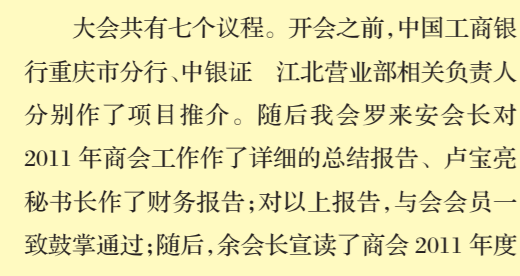 大会共有七个议程。开会之前,中国工商银
行重庆市分行、中银证　江北营业部相关负责人
分别作了项目推介。随后我会罗来安会长对
2011 年商会工作作了详细的总结报告、卢宝亮
秘书长作了财务报告;对以上报告,与会会员一
致鼓掌通过;随后,余会长宣读了商会 2011 年度